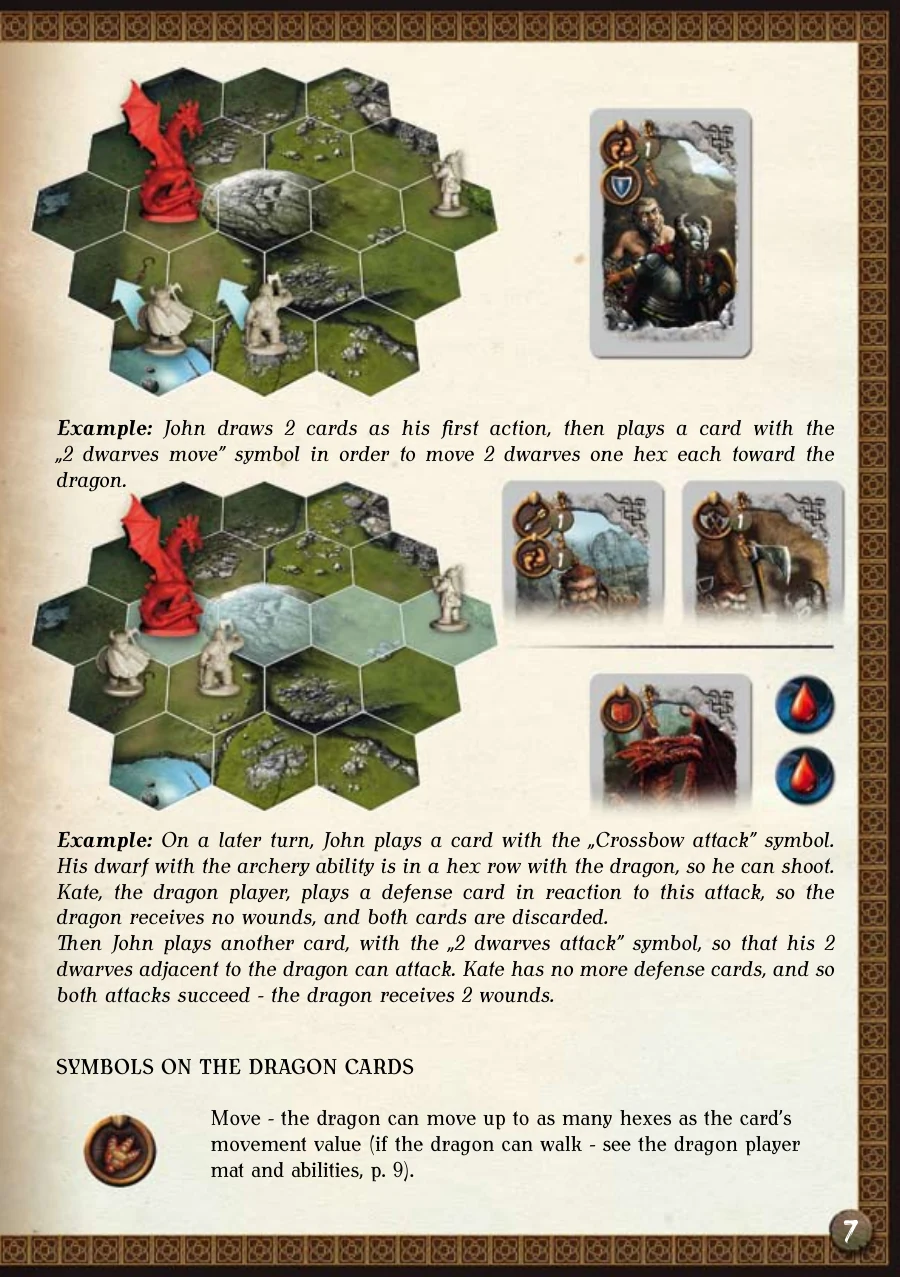 1
Example: John draws 2 cards as his first action, then plays a card with the
„2 dwarves move” symbol in order to move 2 dwarves one hex each toward the
dragon.
1
1
1
Example: On a later turn, John plays a card with the „Crossbow attack” symbol.
His dwarf with the archery ability is in a hex row with the dragon, so he can shoot.
Kate, the dragon player, plays a defense card in reaction to this attack, so the
dragon receives no wounds, and both cards are discarded.
Then John plays another card, with the „2 dwarves attack” symbol, so that his 2
dwarves adjacent to the dragon can attack. Kate has no more defense cards, and so
both attacks succeed - the dragon receives 2 wounds.
SYMBOLS ON THE DRAGON CARDS
Move - the dragon can move up to as many hexes as the card’s
movement value (if the dragon can walk - see the dragon player
mat and abilities, p. 9).
7